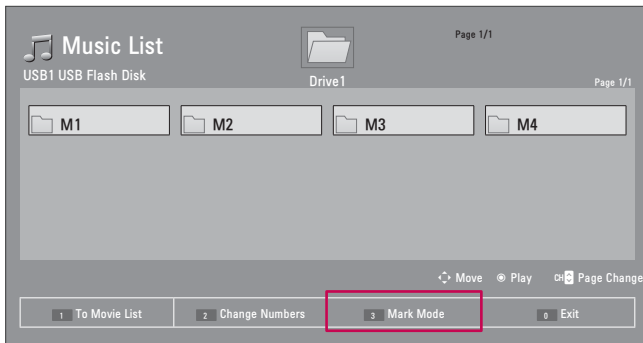 Page 1/1
Music List
USB1 USB Flash Disk
Drive1
Page 1/1
M1 M2 M3 M4
Move Play CH Page Change
1 To Movie List 2 Change Numbers 3 Mark Mode 0 Exit